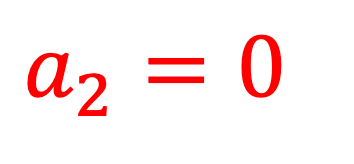 a₂ = 0